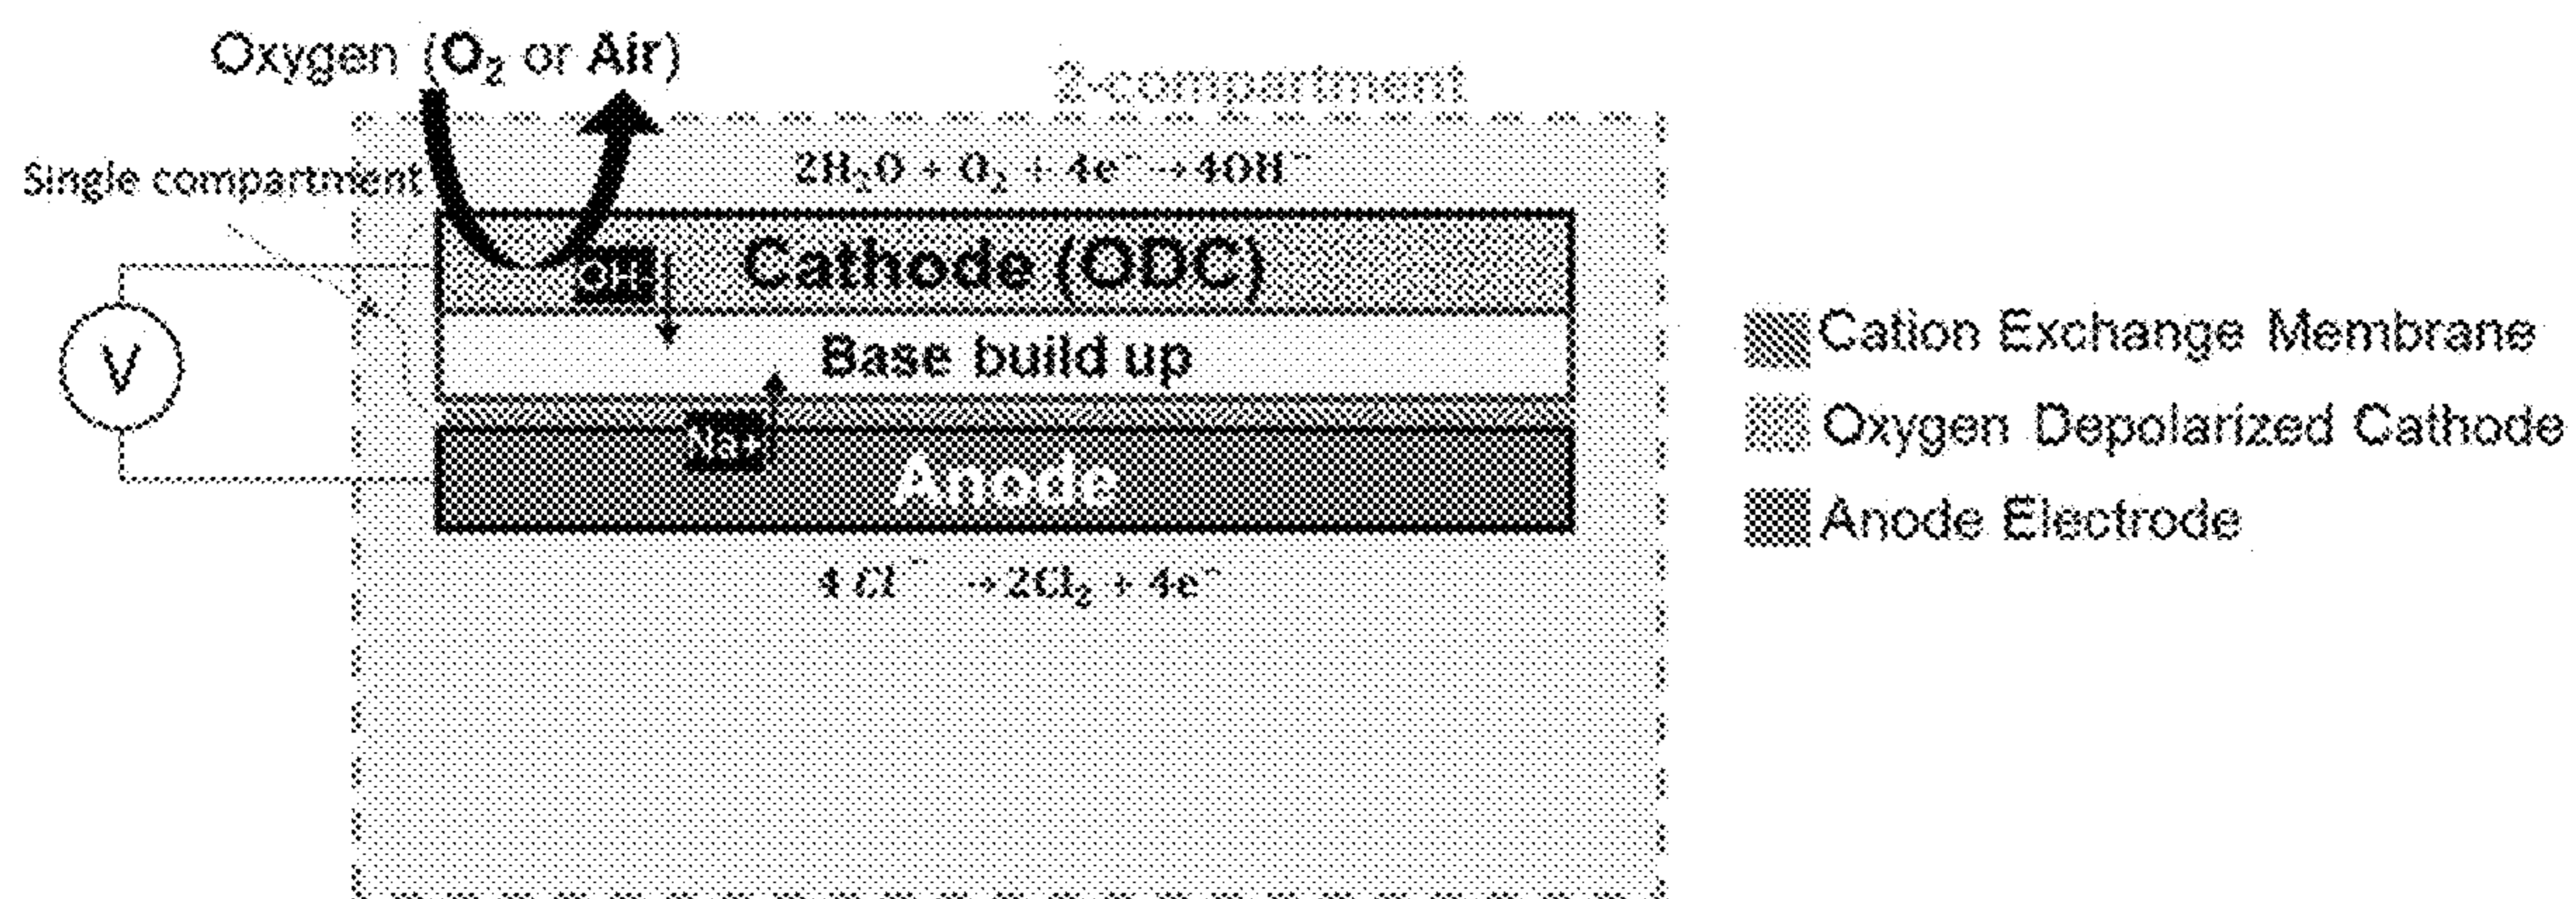 Oxygen (O₂ or Air)
2-compartment
Single compartment
2H₂O + O₂ + 4e⁻ → 4OH⁻
OH-
Cathode (ODC)
V
Base build up
Na+
Anode
4 Cl⁻ → 2Cl₂ + 4e⁻
Cation Exchange Membrane
Oxygen Depolarized Cathode
Anode Electrode